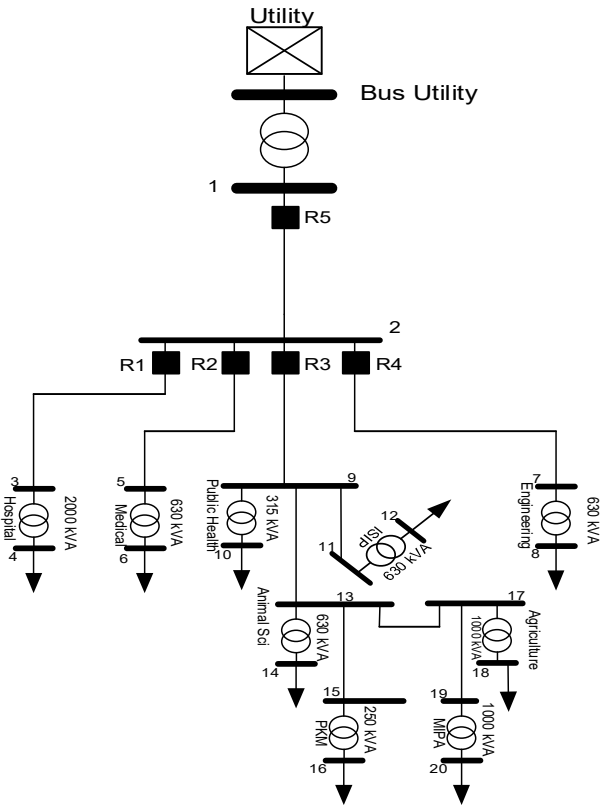 Utility
Bus Utility
1
R5
2
R1
R2
R3
R4
3
2000 kVA
Hospital
4
5
630 kVA
Medical
6
9
315 kVA
Public Health
10
11
12
ISIP
630 kVA
7
630 kVA
Engineering
8
13
630 kVA
Animal Sci
14
17
Agriculture
1000 kVA
18
15
250 kVA
PKM
16
19
1000 kVA
MIPA
20